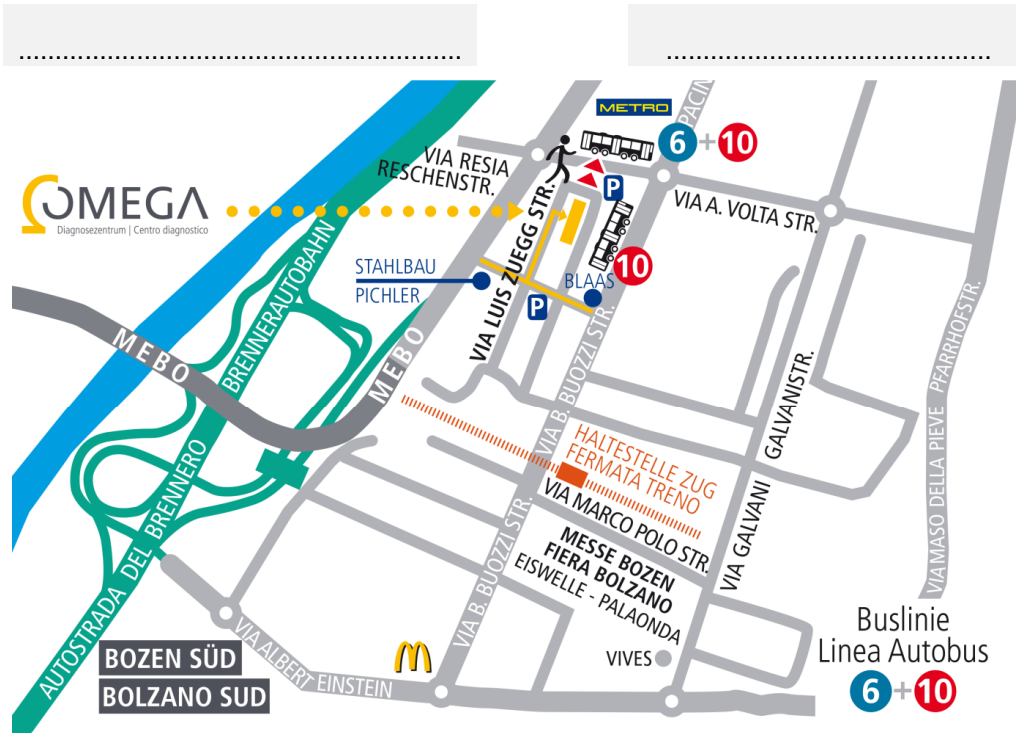 ................................................................
................................................
METRO
PACIN
6+10
VIA RESIA
RESCHENSTR.
P
VIA A. VOLTA STR.
OMEGA
Diagnosezentrum | Centro diagnostico
VIA LUIS ZUEGG STR.
10
STAHLBAU
PICHLER
BLAAS
P
MEBO
MEBO
AUTOSTRADA DEL BRENNERO
BRENNERAUTOBAHN
VIA B. BUOZZI STR.
VIA B. BUOZZI STR.
HALTESTELLE ZUG
FERMATA TRENO
VIA MARCO POLO STR.
MESSE BOZEN
FIERA BOLZANO
EISWELLE - PALAONDA
VIA GALVANI
GALVANISTR.
VIA MASO DELLA PIEVE
PFARRHOFSTR.
VIA ALBERT EINSTEIN
VIVES
BOZEN SÜD
BOLZANO SUD
Buslinie
Linea Autobus
6+10